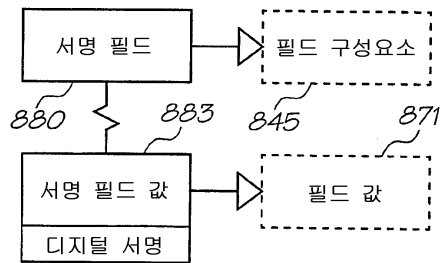 서명 필드
필드 구성요소
880
883
845
871
서명 필드 값
필드 값
디지털 서명